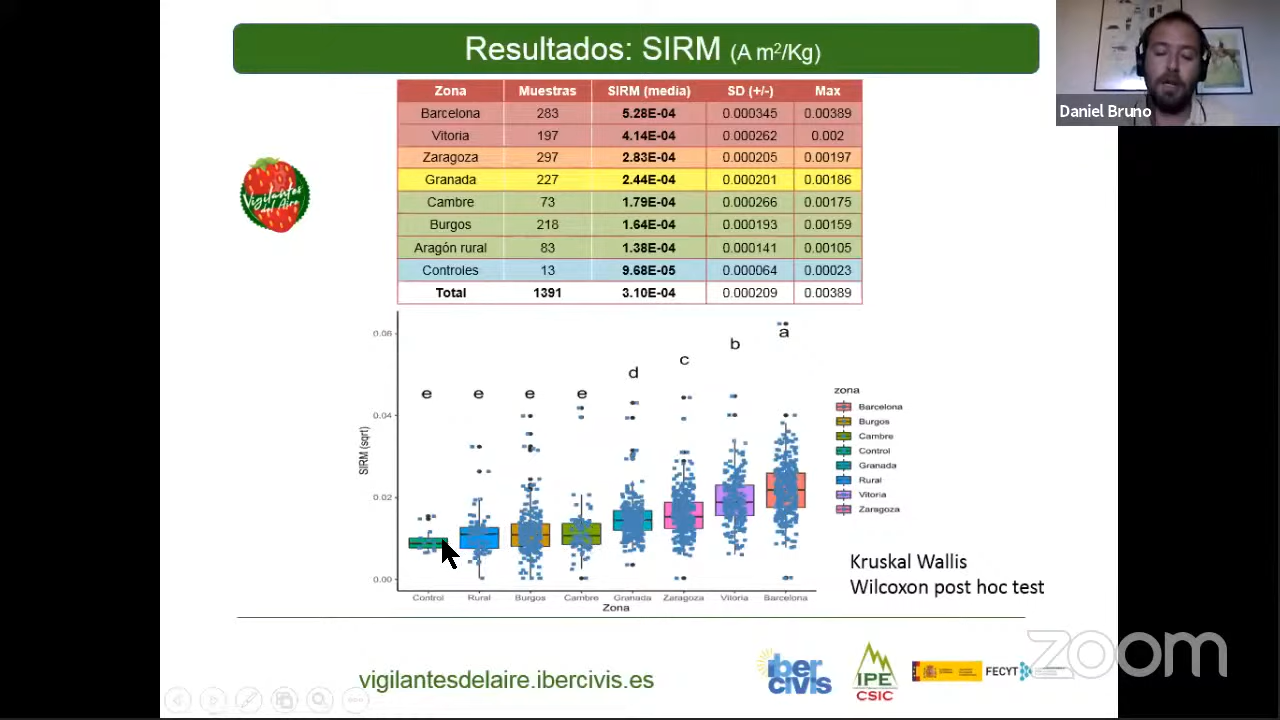 Resultados: SIRM (A m²/Kg)
Daniel Bruno
Zona Muestras SIRM (media) SD (+/-) Max
Barcelona 283 5.28E-04 0.000345 0.00389
Vitoria 197 4.14E-04 0.000262 0.002
Zaragoza 297 2.83E-04 0.000205 0.00197
Granada 227 2.44E-04 0.000201 0.00186
Cambre 73 1.79E-04 0.000266 0.00175
Burgos 218 1.64E-04 0.000193 0.00159
Aragón rural 83 1.38E-04 0.000141 0.00105
Controles 13 9.68E-05 0.000064 0.00023
Total 1391 3.10E-04 0.000209 0.00389
Vigilantes
del Aire
0.06
0.04
0.02
0.00
SIRM (sqrt)
e e e e d c b a
Control Rural Burgos Cambre Granada Zaragoza Vitoria Barcelona
Zona
zona
Barcelona
Burgos
Cambre
Control
Granada
Rural
Vitoria
Zaragoza
Kruskal Wallis
Wilcoxon post hoc test
vigilantesdelaire.ibercivis.es
iber
civis
IPE
CSIC
FECYT
zoom